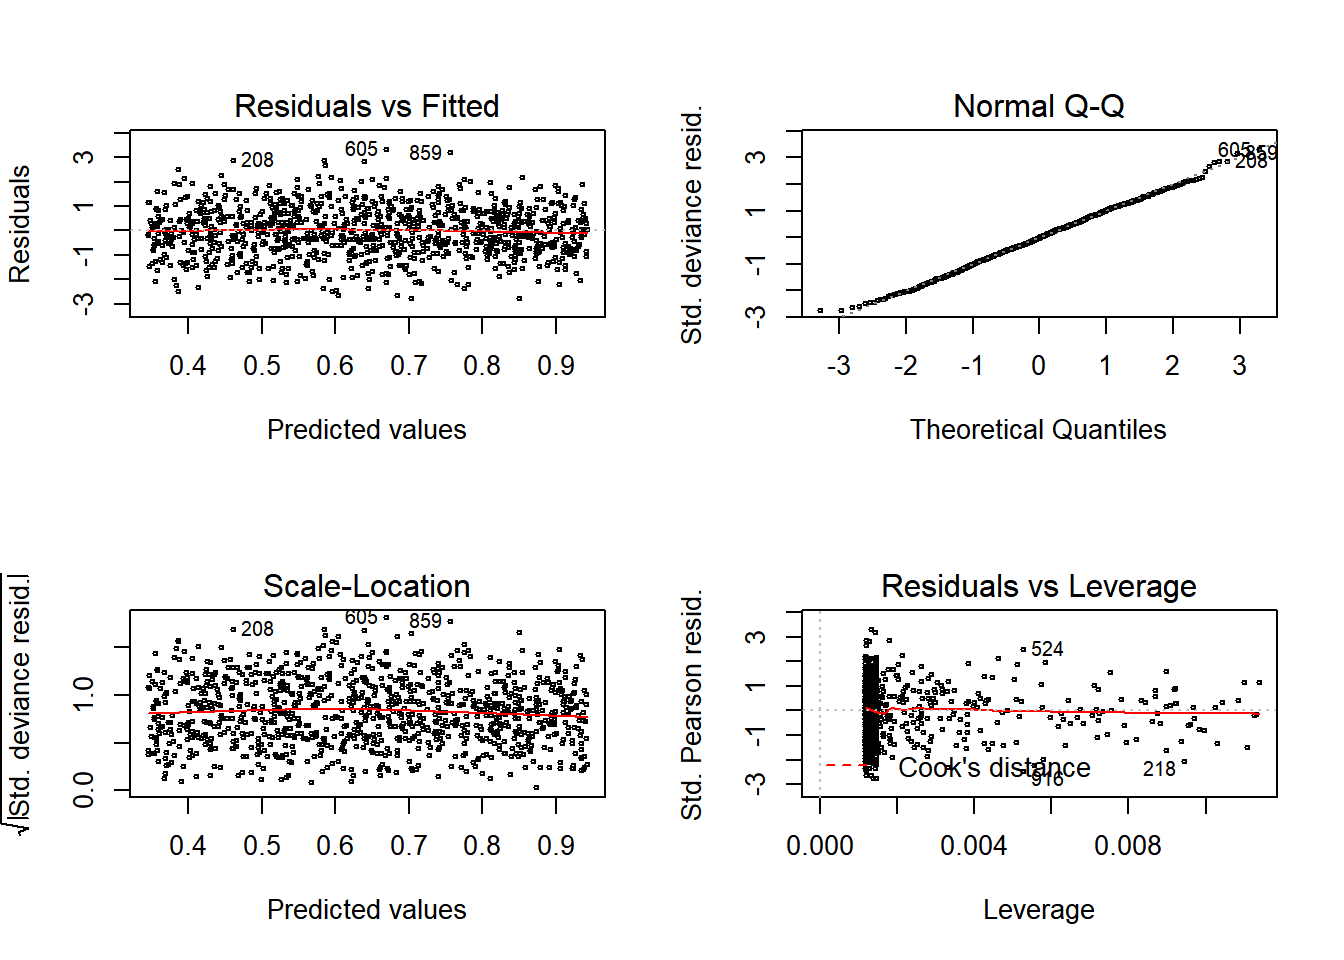 Residuals vs Fitted
Residuals
3
1
-1
-3
208
605
859
0.4 0.5 0.6 0.7 0.8 0.9
Predicted values
Normal Q-Q
Std. deviance resid.
3
1
-1
-3
605
859
208
-3 -2 -1 0 1 2 3
Theoretical Quantiles
Scale-Location
√|Std. deviance resid.|
1.0
0.0
208
605
859
0.4 0.5 0.6 0.7 0.8 0.9
Predicted values
Residuals vs Leverage
Std. Pearson resid.
3
1
-1
-3
524
Cook's distance
218
916
0.000 0.004 0.008
Leverage